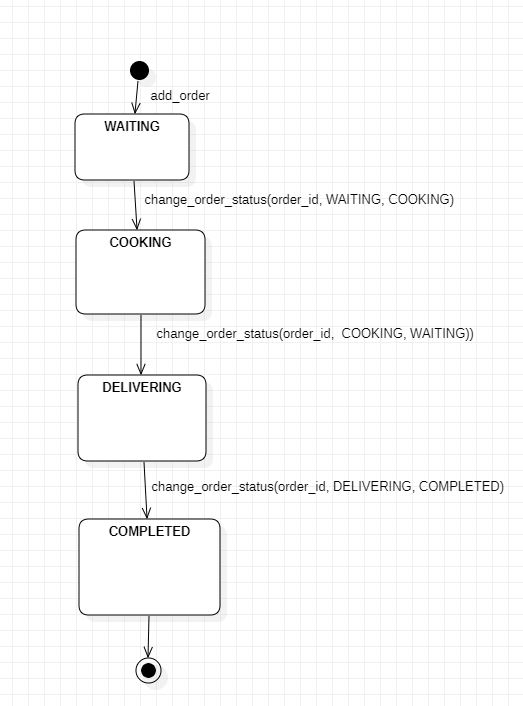 add_order
WAITING
change_order_status(order_id, WAITING, COOKING)
COOKING
change_order_status(order_id,  COOKING, WAITING))
DELIVERING
change_order_status(order_id, DELIVERING, COMPLETED)
COMPLETED